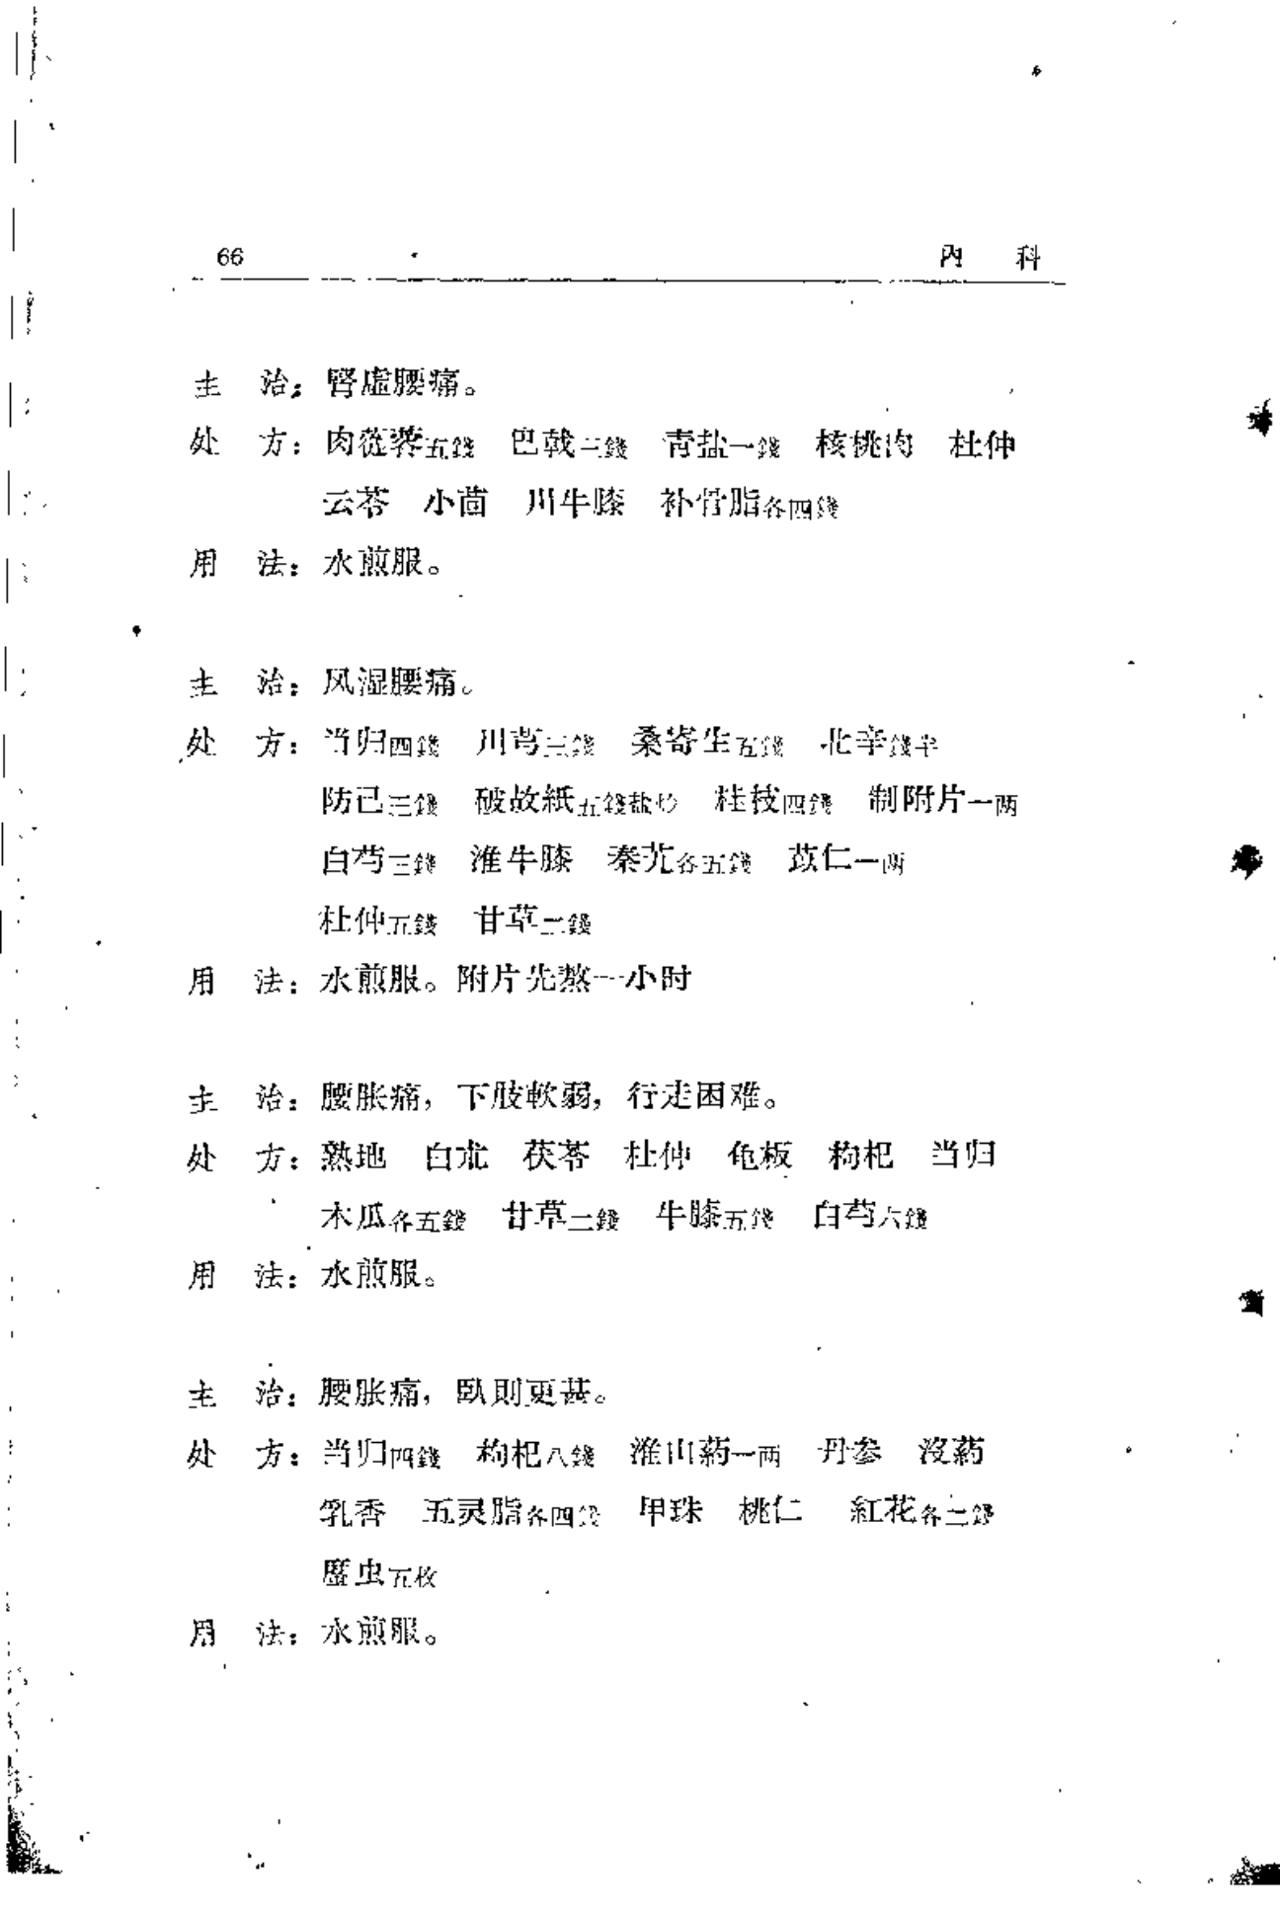 66 內科
主治：腎虛腰痛。
处方：肉蓯蓉五錢 巴戟三錢 青盐一錢 核桃肉 杜仲
云苓 小茴 川牛膝 补骨脂各四錢
用法：水煎服。
主治：风湿腰痛。
处方：当归四錢 川芎三錢 桑寄生五錢 北辛錢半
防己三錢 破故紙五錢盐炒 桂技四錢 制附片一两
白芍三錢 淮牛膝 秦艽各五錢 苡仁一两
杜仲五錢 甘草二錢
用法：水煎服。附片先熬一小时
主治：腰胀痛，下肢軟弱，行走困难。
处方：熟地 白朮 茯苓 杜仲 龟板 枸杞 当归
木瓜各五錢 甘草二錢 牛膝五錢 白芍六錢
用法：水煎服。
主治：腰胀痛，臥則更甚。
处方：当归四錢 枸杞八錢 淮山葯一两 丹参 沒葯
乳香 五灵脂各四錢 甲珠 桃仁 紅花各三錢
虫五枚
用法：水煎服。